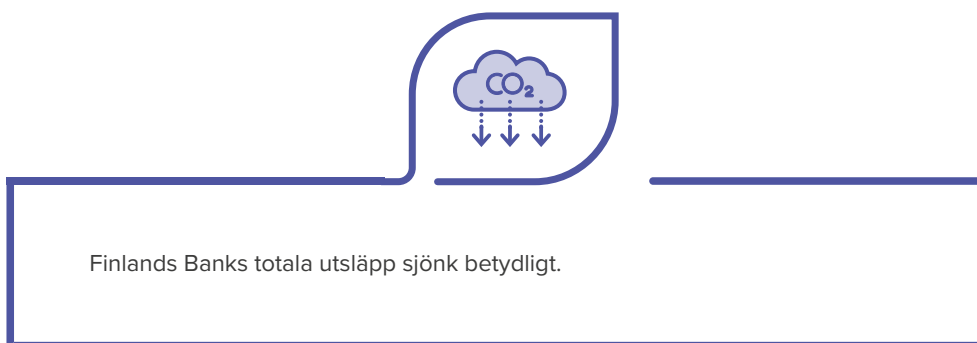 CO₂
Finlands Banks totala utsläpp sjönk betydligt.